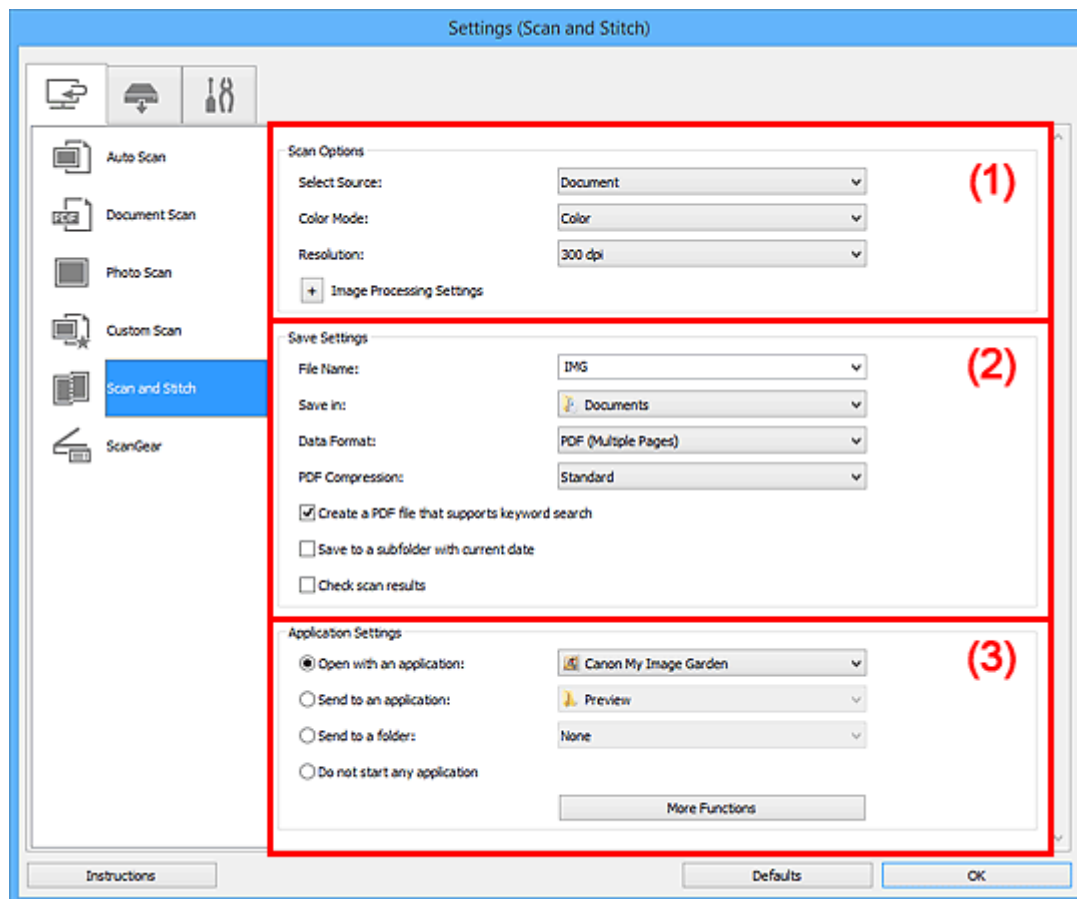 Settings (Scan and Stitch)
Auto Scan
PDF
Document Scan
Photo Scan
Custom Scan
Scan and Stitch
ScanGear
Scan Options
(1)
Select Source: Document
Color Mode: Color
Resolution: 300 dpi
+ Image Processing Settings
Save Settings
(2)
File Name: IMG
Save in: Documents
Data Format: PDF (Multiple Pages)
PDF Compression: Standard
Create a PDF file that supports keyword search
Save to a subfolder with current date
Check scan results
Application Settings
(3)
Open with an application: Canon My Image Garden
Send to an application: Preview
Send to a folder: None
Do not start any application
More Functions
Instructions
Defaults
OK